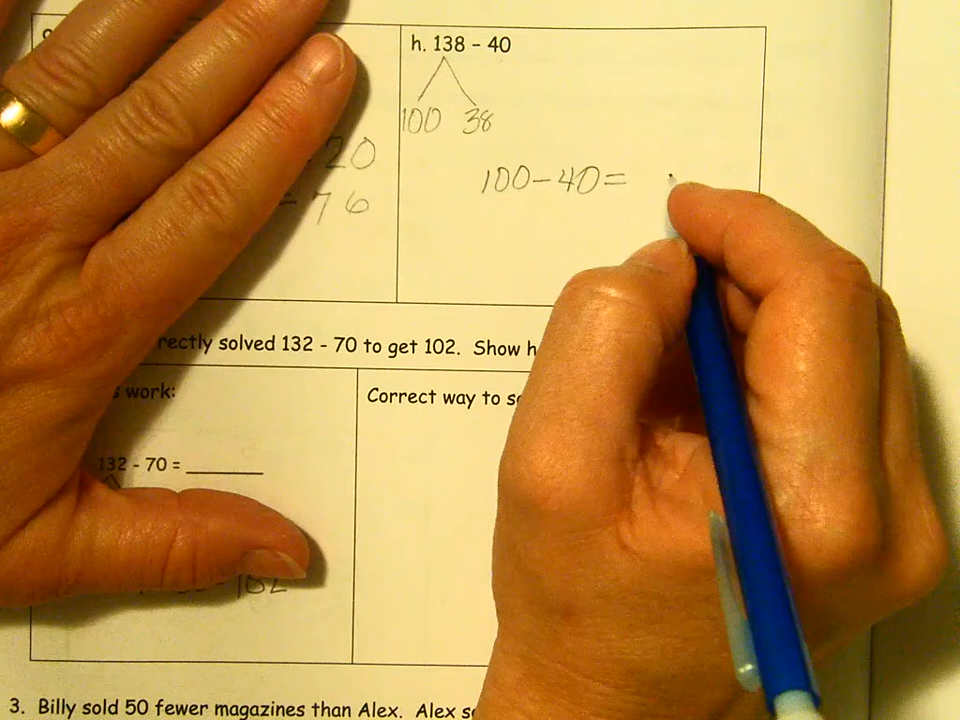 h. 138 – 40
100 38
20
100 - 40 =
= 76
rectly solved 132 - 70 to get 102. Show h
s work:
Correct way to s
132 - 70 = ________
102
3. Billy sold 50 fewer magazines than Alex. Alex s